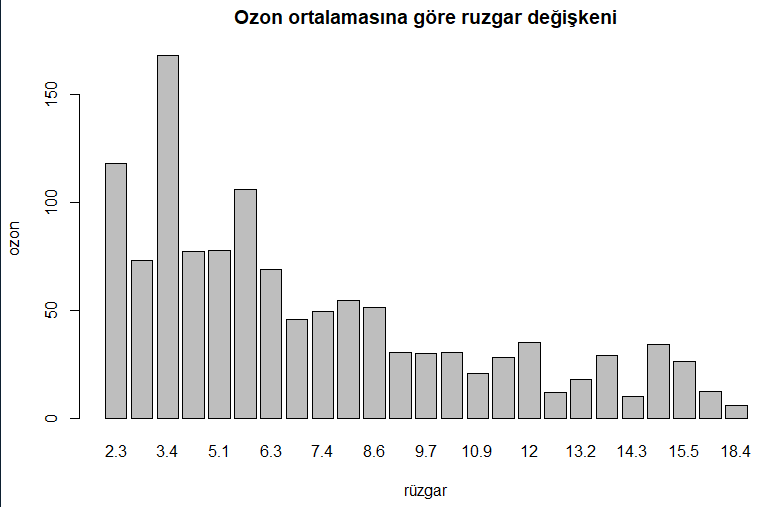 Ozon ortalamasına göre ruzgar değişkeni
150
100
50
0
ozon
2.3 3.4 5.1 6.3 7.4 8.6 9.7 10.9 12 13.2 14.3 15.5 18.4
rüzgar